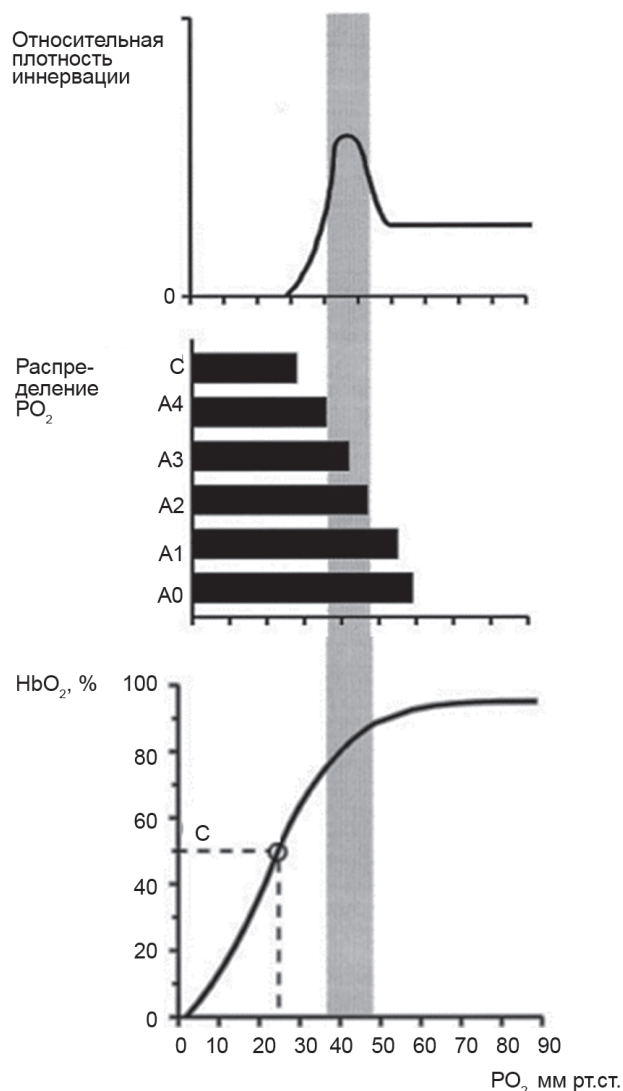 Относительная
плотность
иннервации
0
Распре-
деление
PO₂
C
A4
A3
A2
A1
A0
HbO₂, %
100
80
60
C
40
20
0
0 10 20 30 40 50 60 70 80 90
PO₂, мм рт.ст.